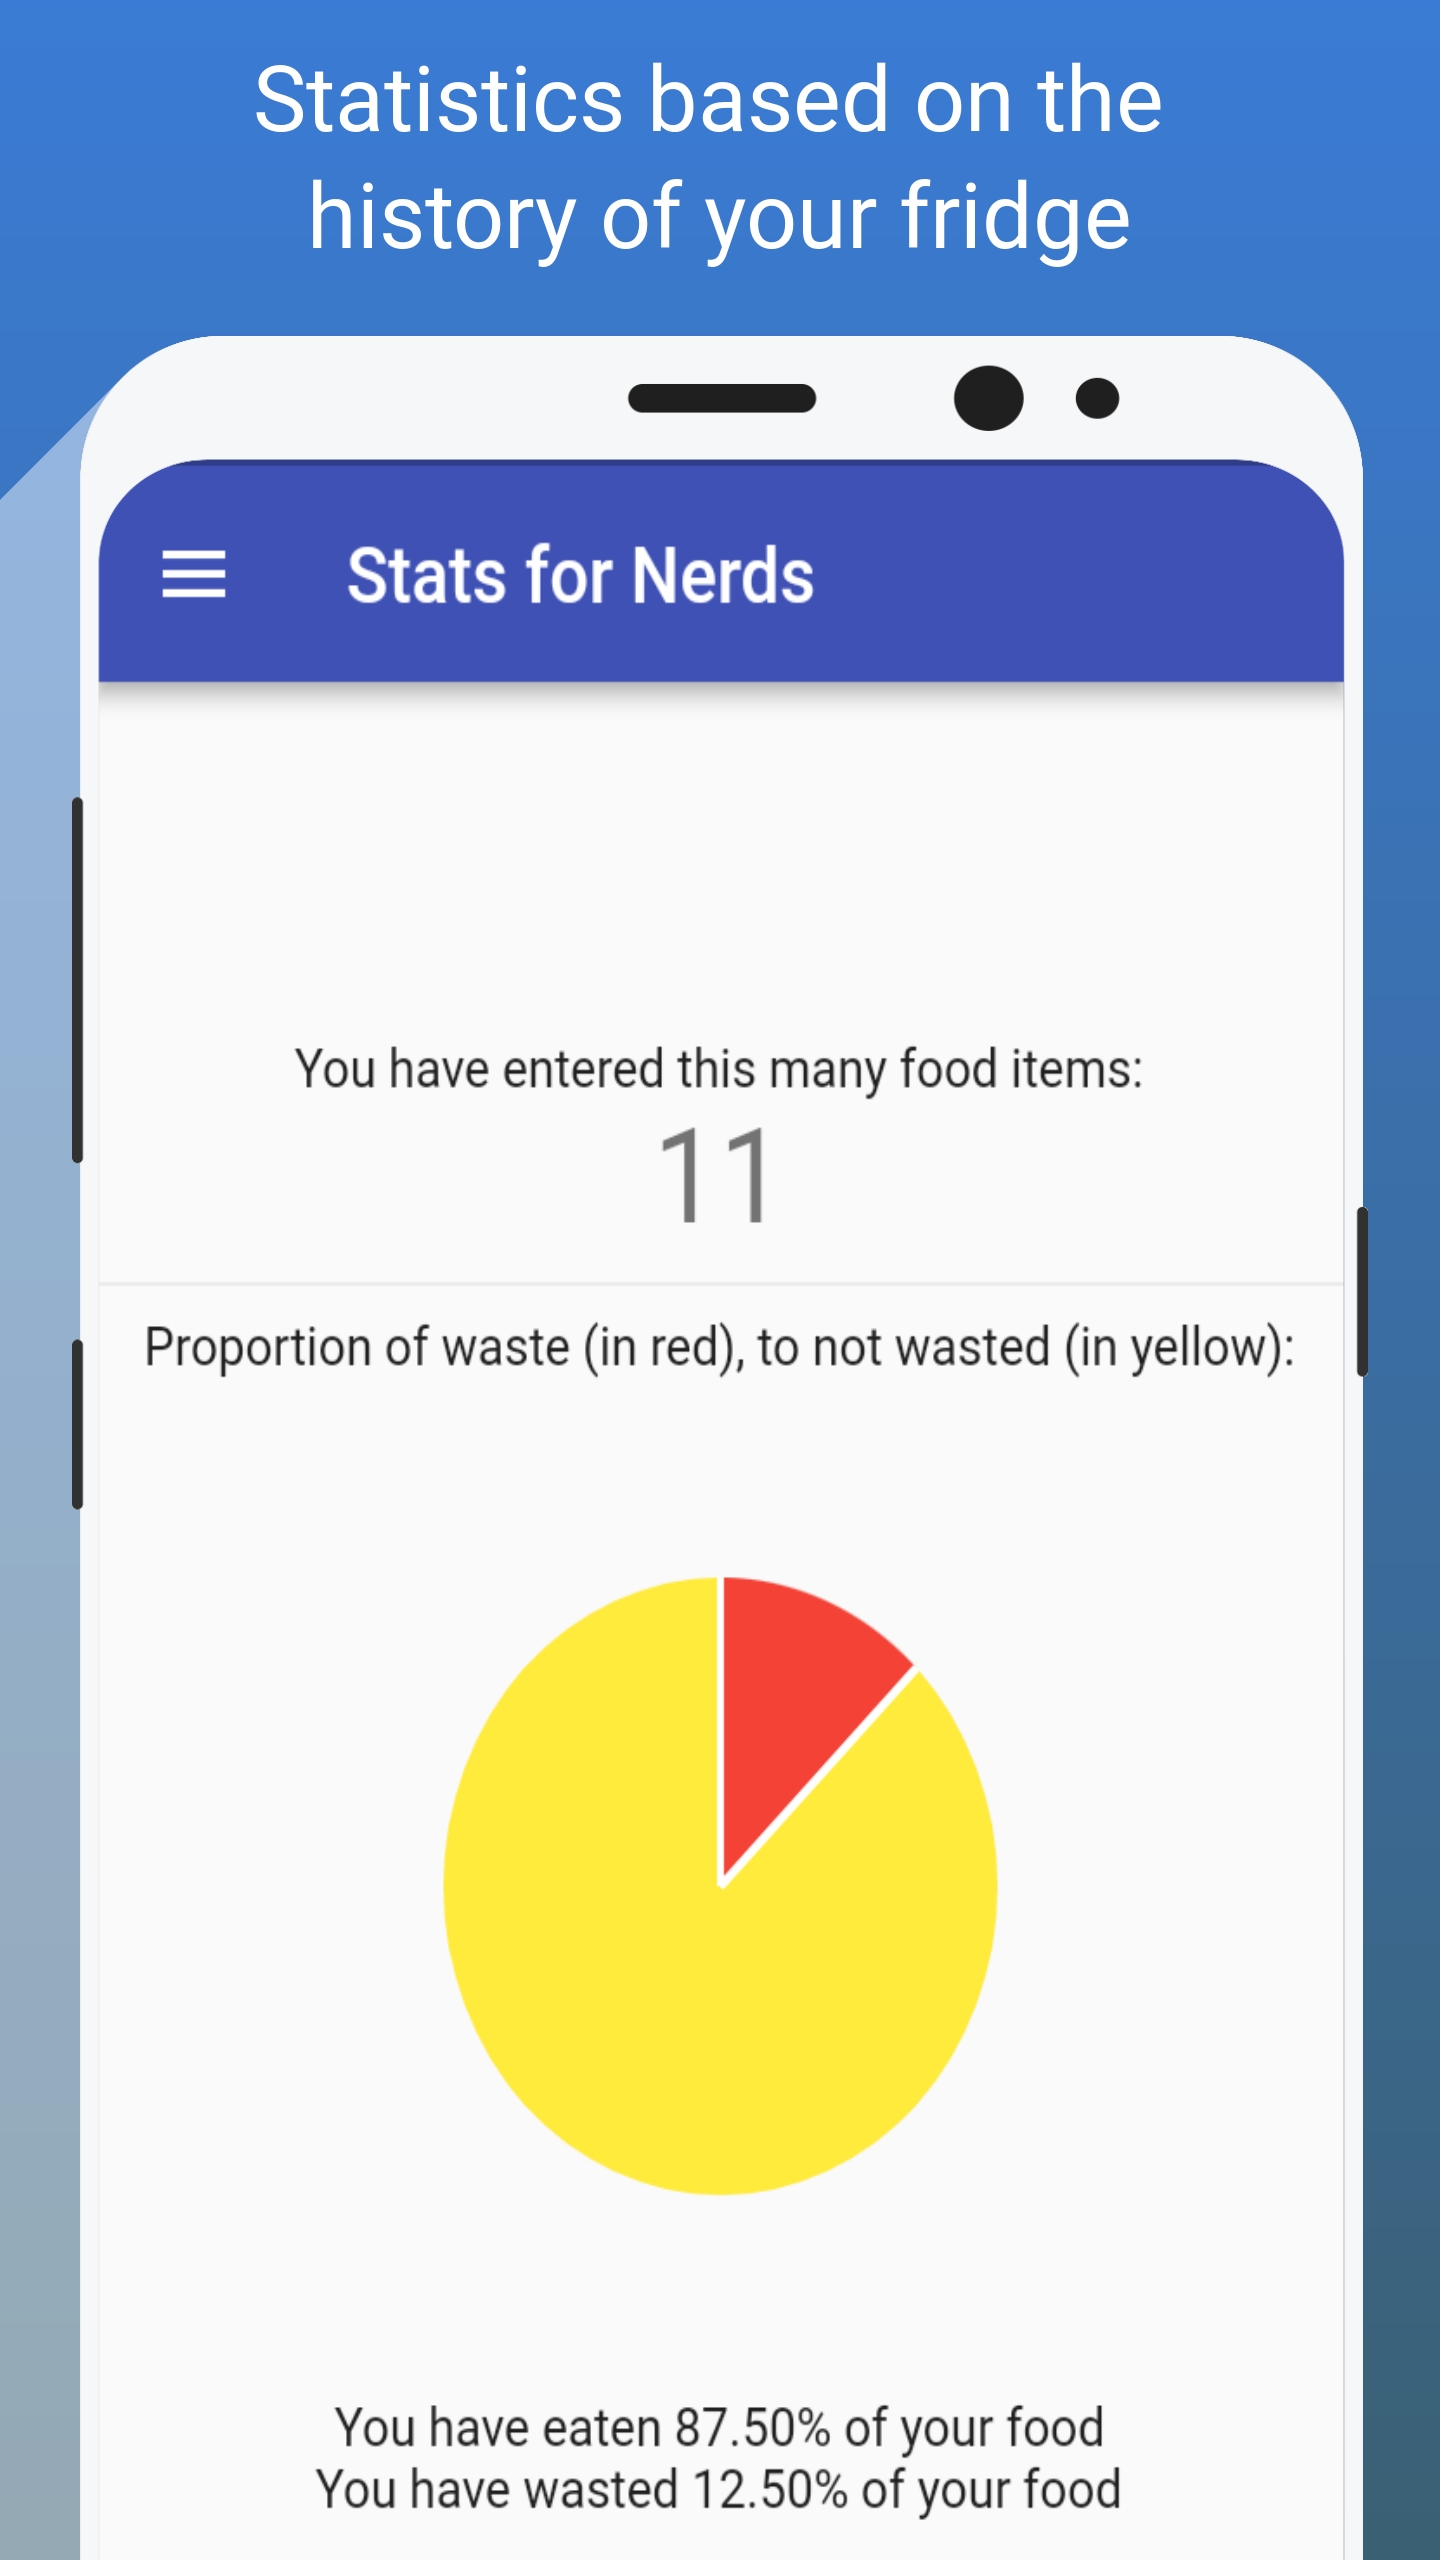 Statistics based on the
history of your fridge
Stats for Nerds
You have entered this many food items:
11
Proportion of waste (in red), to not wasted (in yellow):
You have eaten 87.50% of your food
You have wasted 12.50% of your food